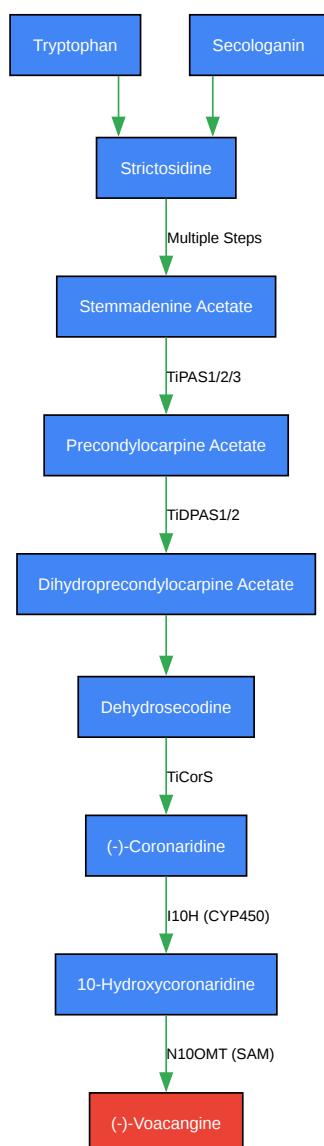 Tryptophan
Secologanin
Strictosidine
Multiple Steps
Stemmadenine Acetate
TiPAS1/2/3
Precondylocarpine Acetate
TiDPAS1/2
Dihydroprecondylocarpine Acetate
Dehydrosecodine
TiCorS
(-)-Coronaridine
I10H (CYP450)
10-Hydroxycoronaridine
N10OMT (SAM)
(-)-Voacangine